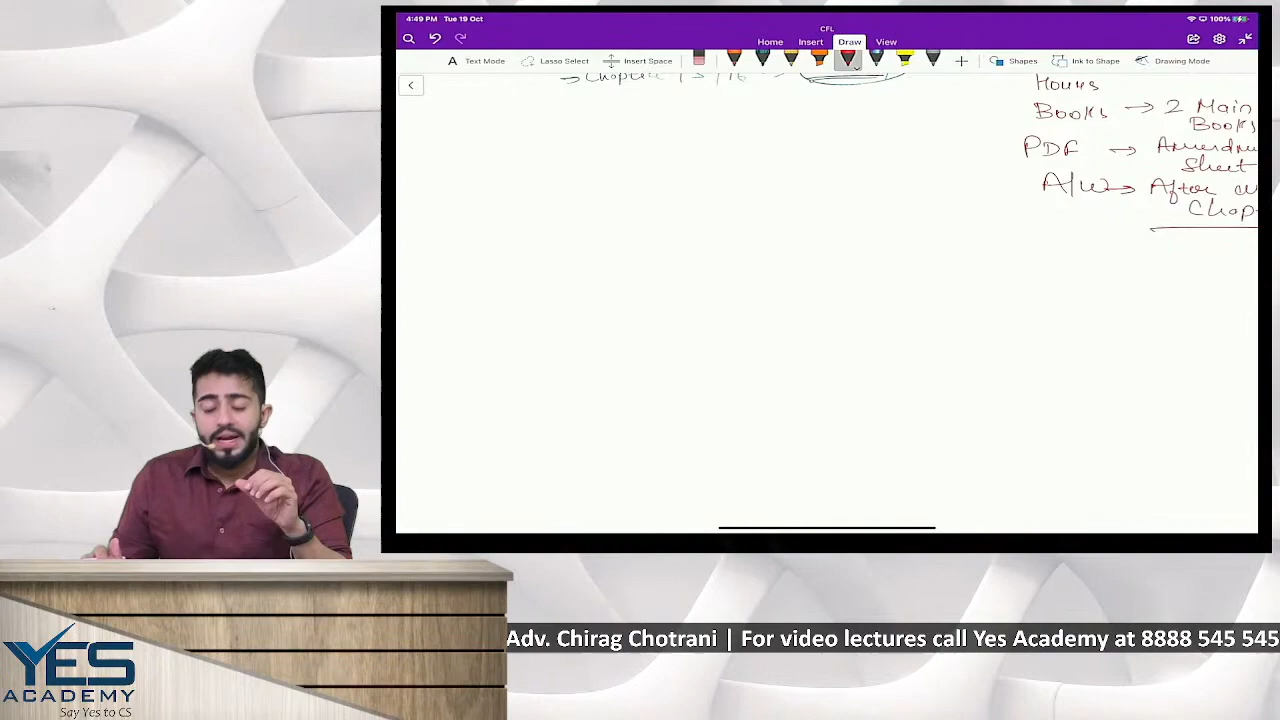 4:49 PM Tue 19 Oct
100%
CFL
Home Insert Draw View
Text Mode Lasso Select Insert Space Shapes Ink to Shape Drawing Mode
Hours
Books → 2 Main
Books
PDF →
Sheet
A/w → After
Chap
YES
ACADEMY
Say Yes to CS
Adv. Chirag Chotrani | For video lectures call Yes Academy at 8888 545 545